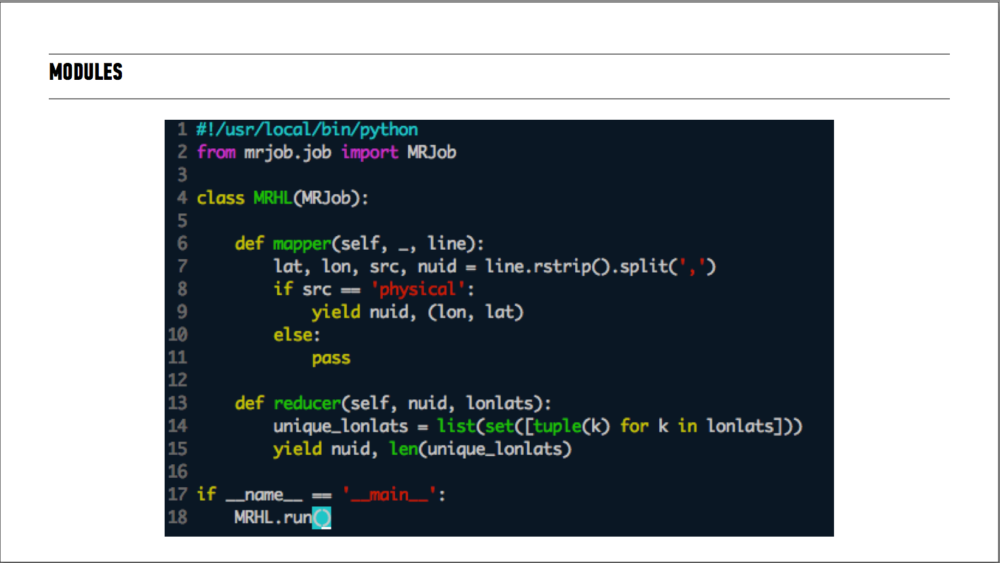 MODULES
1 #!/usr/local/bin/python
2 from mrjob.job import MRJob
3
4 class MRHL(MRJob):
5
6     def mapper(self, _, line):
7         lat, lon, src, nuid = line.rstrip().split(',')
8         if src == 'physical':
9             yield nuid, (lon, lat)
10         else:
11             pass
12
13     def reducer(self, nuid, lonlats):
14         unique_lonlats = list(set([tuple(k) for k in lonlats]))
15         yield nuid, len(unique_lonlats)
16
17 if __name__ == '__main__':
18     MRHL.run()